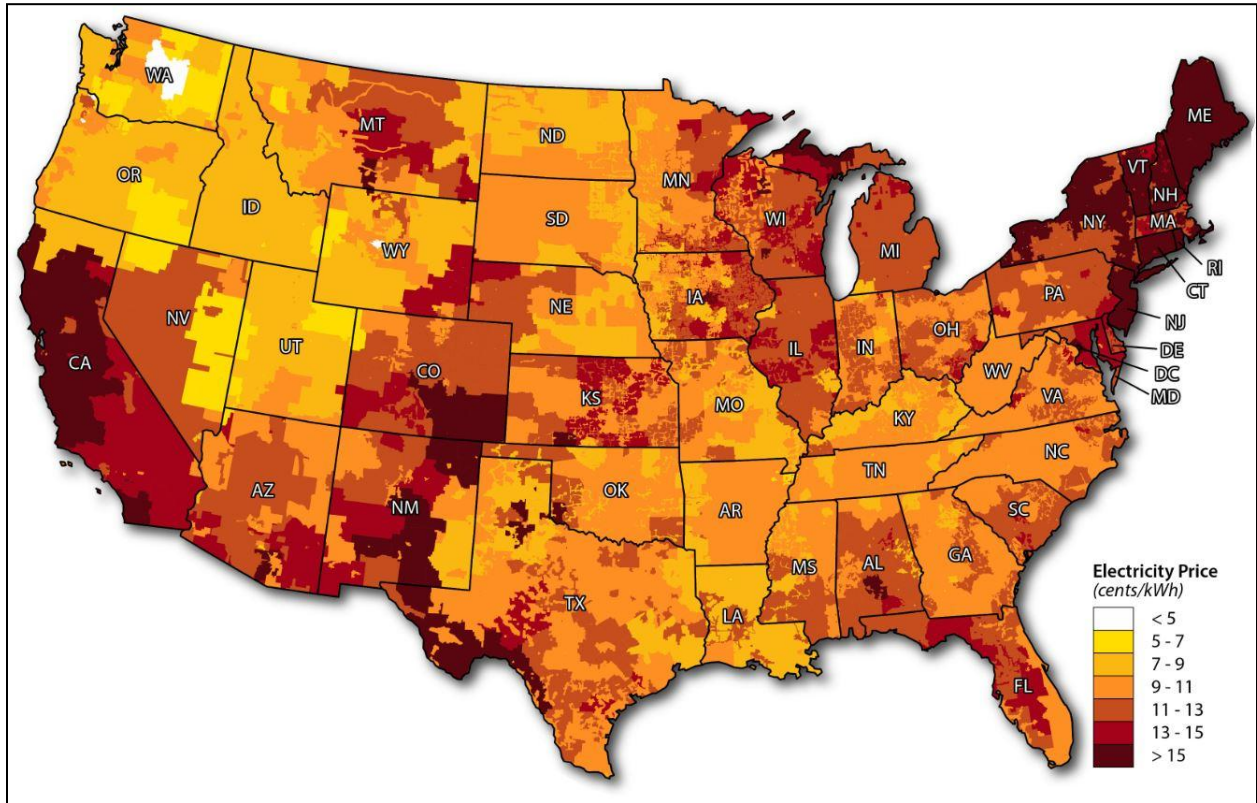 WA
MT
ND
MN
ME
OR
ID
SD
WI
VT
NH
NY
MA
WY
MI
RI
CT
NE
IA
PA
NJ
NV
UT
OH
DE
CA
CO
IL
IN
DC
WV
MD
KS
MO
VA
KY
NC
TN
AZ
NM
OK
AR
SC
MS
AL
GA
TX
LA
FL
Electricity Price
(cents/kWh)
< 5
5 - 7
7 - 9
9 - 11
11 - 13
13 - 15
> 15